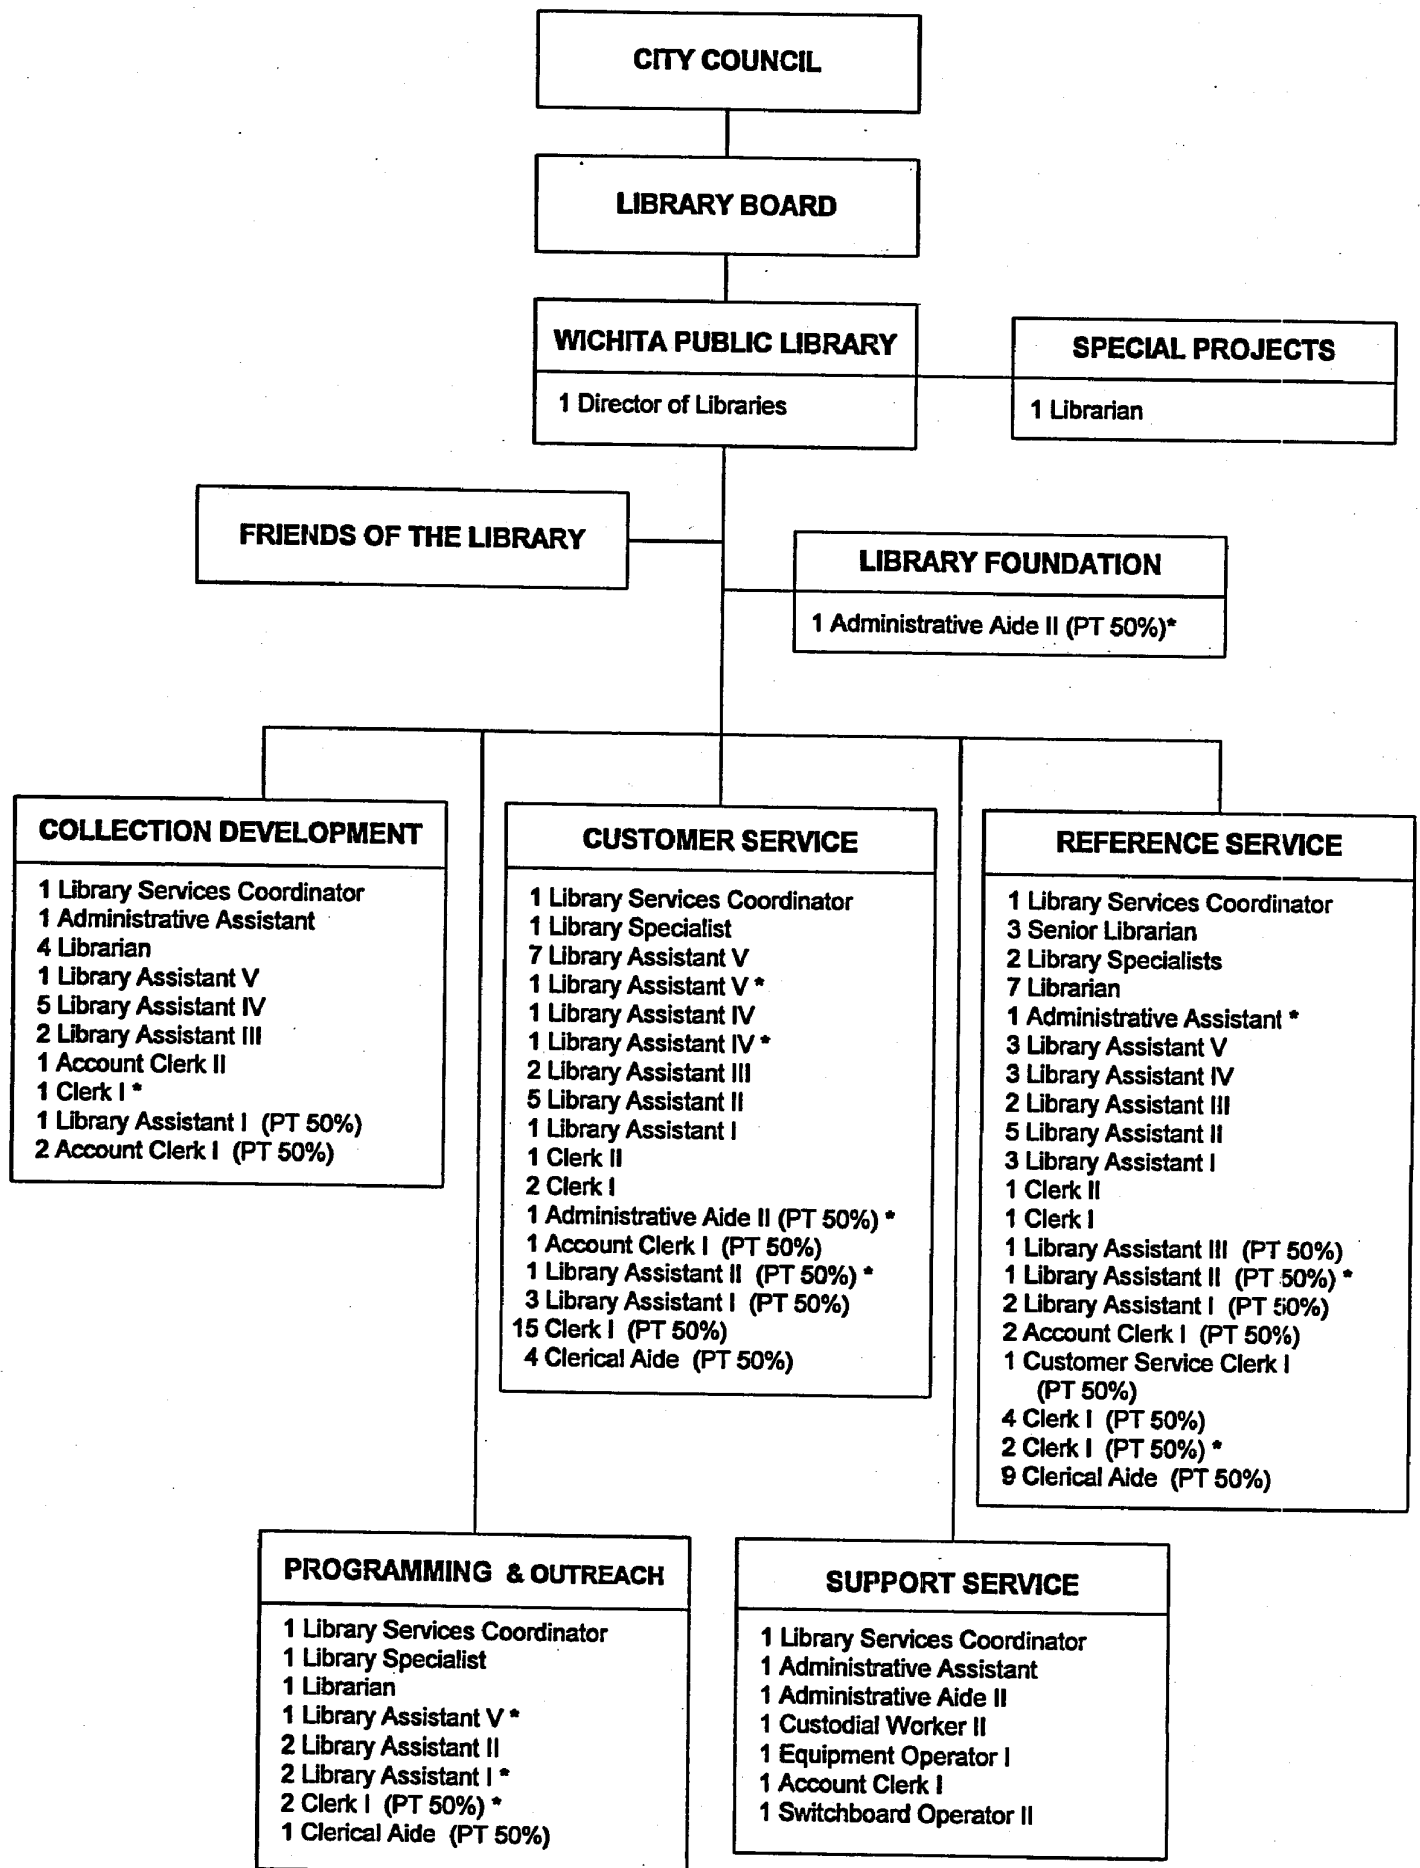 CITY COUNCIL
LIBRARY BOARD
WICHITA PUBLIC LIBRARY
1 Director of Libraries
SPECIAL PROJECTS
1 Librarian
FRIENDS OF THE LIBRARY
LIBRARY FOUNDATION
1 Administrative Aide II (PT 50%)*
COLLECTION DEVELOPMENT
1 Library Services Coordinator
1 Administrative Assistant
4 Librarian
1 Library Assistant V
5 Library Assistant IV
2 Library Assistant III
1 Account Clerk II
1 Clerk I *
1 Library Assistant I (PT 50%)
2 Account Clerk I (PT 50%)
CUSTOMER SERVICE
1 Library Services Coordinator
1 Library Specialist
7 Library Assistant V
1 Library Assistant V *
1 Library Assistant IV
1 Library Assistant IV *
2 Library Assistant III
5 Library Assistant II
1 Library Assistant I
1 Clerk II
2 Clerk I
1 Administrative Aide II (PT 50%) *
1 Account Clerk I (PT 50%)
1 Library Assistant II (PT 50%) *
3 Library Assistant I (PT 50%)
15 Clerk I (PT 50%)
4 Clerical Aide (PT 50%)
REFERENCE SERVICE
1 Library Services Coordinator
3 Senior Librarian
2 Library Specialists
7 Librarian
1 Administrative Assistant *
3 Library Assistant V
3 Library Assistant IV
2 Library Assistant III
5 Library Assistant II
3 Library Assistant I
1 Clerk II
1 Clerk I
1 Library Assistant III (PT 50%)
1 Library Assistant II (PT 50%) *
2 Library Assistant I (PT 50%)
2 Account Clerk I (PT 50%)
1 Customer Service Clerk I
(PT 50%)
4 Clerk I (PT 50%)
2 Clerk I (PT 50%) *
9 Clerical Aide (PT 50%)
PROGRAMMING & OUTREACH
1 Library Services Coordinator
1 Library Specialist
1 Librarian
1 Library Assistant V *
2 Library Assistant II
2 Library Assistant I *
2 Clerk I (PT 50%) *
1 Clerical Aide (PT 50%)
SUPPORT SERVICE
1 Library Services Coordinator
1 Administrative Assistant
1 Administrative Aide II
1 Custodial Worker II
1 Equipment Operator I
1 Account Clerk I
1 Switchboard Operator II